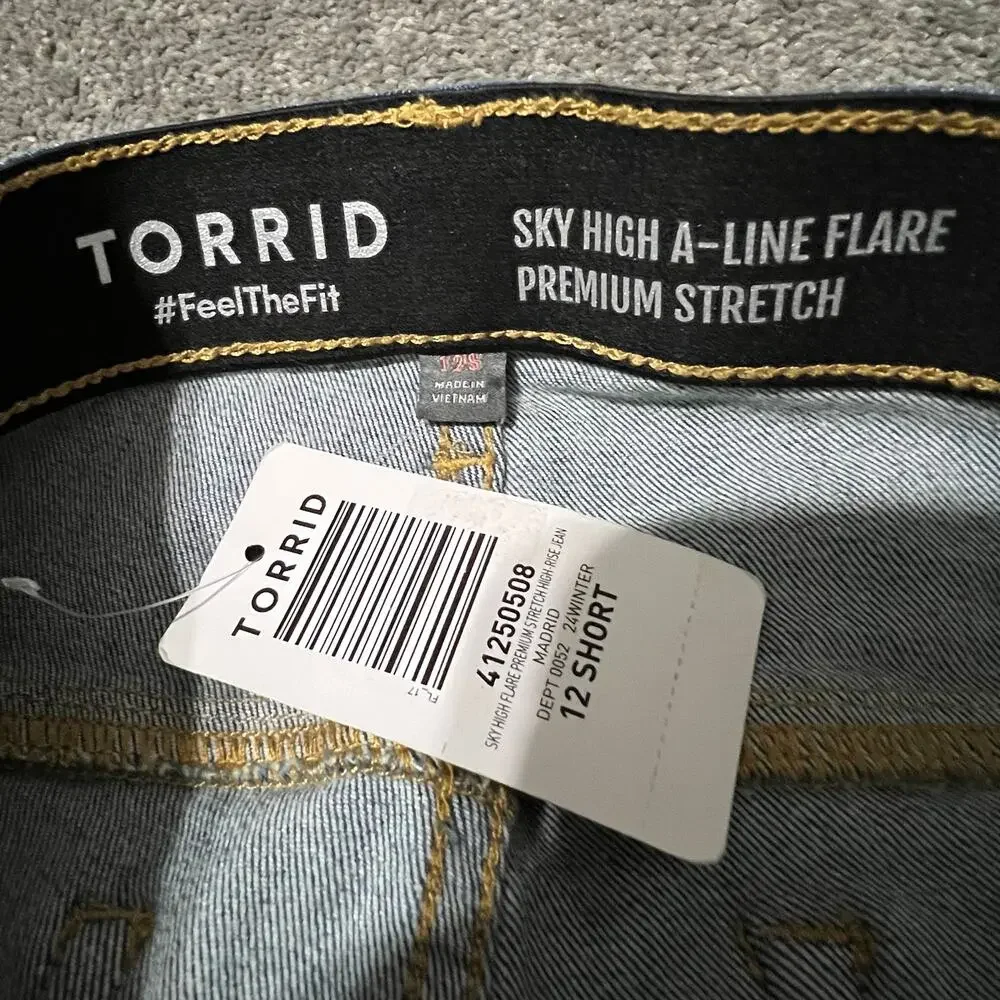 TORRID
#FeelTheFit
SKY HIGH A-LINE FLARE
PREMIUM STRETCH
12S
MADE IN
VIETNAM
TORRID
FL_17
41250508
SKY HIGH FLARE PREMIUM STRETCH HIGH-RISE JEAN
MADRID
DEPT 0052 24WINTER
12 SHORT